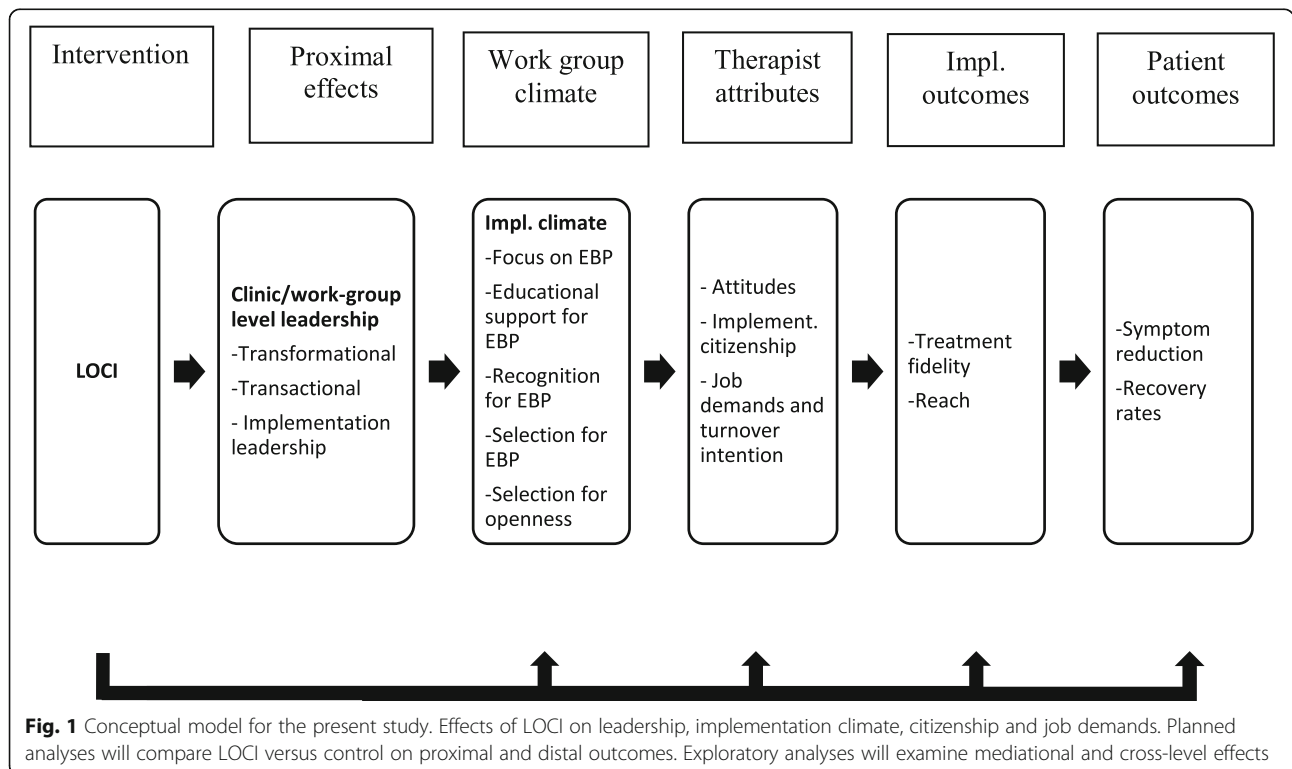 Intervention
Proximal
effects
Work group
climate
Therapist
attributes
Impl.
outcomes
Patient
outcomes
LOCI
Clinic/work-group
level leadership
-Transformational
-Transactional
- Implementation
leadership
Impl. climate
-Focus on EBP
-Educational
support for
EBP
-Recognition
for EBP
-Selection for
EBP
-Selection for
openness
- Attitudes
- Implement.
citizenship
- Job
demands and
turnover
intention
-Treatment
fidelity
-Reach
-Symptom
reduction
-Recovery
rates
Fig. 1 Conceptual model for the present study. Effects of LOCI on leadership, implementation climate, citizenship and job demands. Planned
analyses will compare LOCI versus control on proximal and distal outcomes. Exploratory analyses will examine mediational and cross-level effects